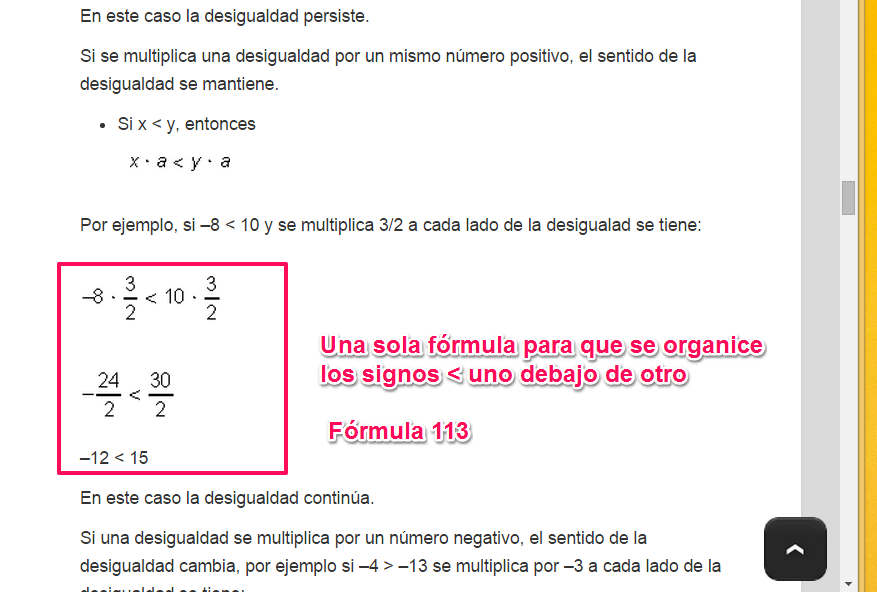 En este caso la desigualdad persiste.
Si se multiplica una desigualdad por un mismo número positivo, el sentido de la
desigualdad se mantiene.
• Si x < y, entonces
x · a < y · a
Por ejemplo, si –8 < 10 y se multiplica 3/2 a cada lado de la desigualad se tiene:
–8 · 3/2 < 10 · 3/2
Una sola fórmula para que se organice
los signos < uno debajo de otro
–24/2 < 30/2
Fórmula 113
–12 < 15
En este caso la desigualdad continúa.
Si una desigualdad se multiplica por un número negativo, el sentido de la
desigualdad cambia, por ejemplo si –4 > –13 se multiplica por –3 a cada lado de la
desigualdad se tiene: